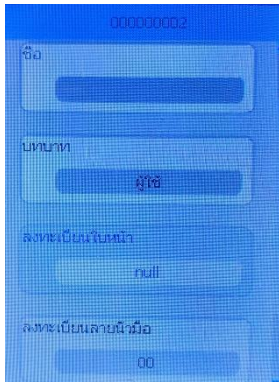 000000002
ชื่อ
บทบาท
ผู้ใช้
ลงทะเบียนใบหน้า
null
ลงทะเบียนลายนิ้วมือ
00